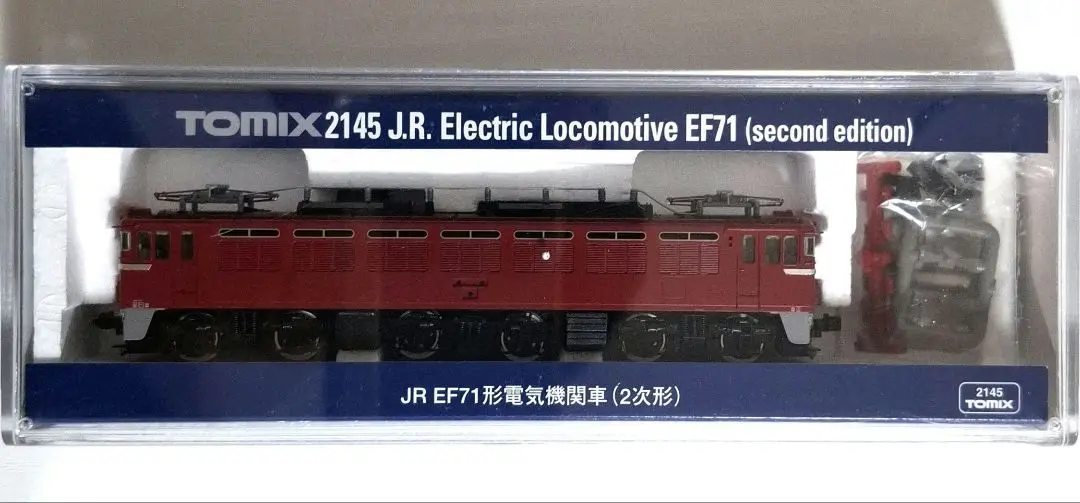 TOMIX 2145 J.R. Electric Locomotive EF71 (second edition)
JR EF71形電気機関車(2次形)
2145
TOMIX